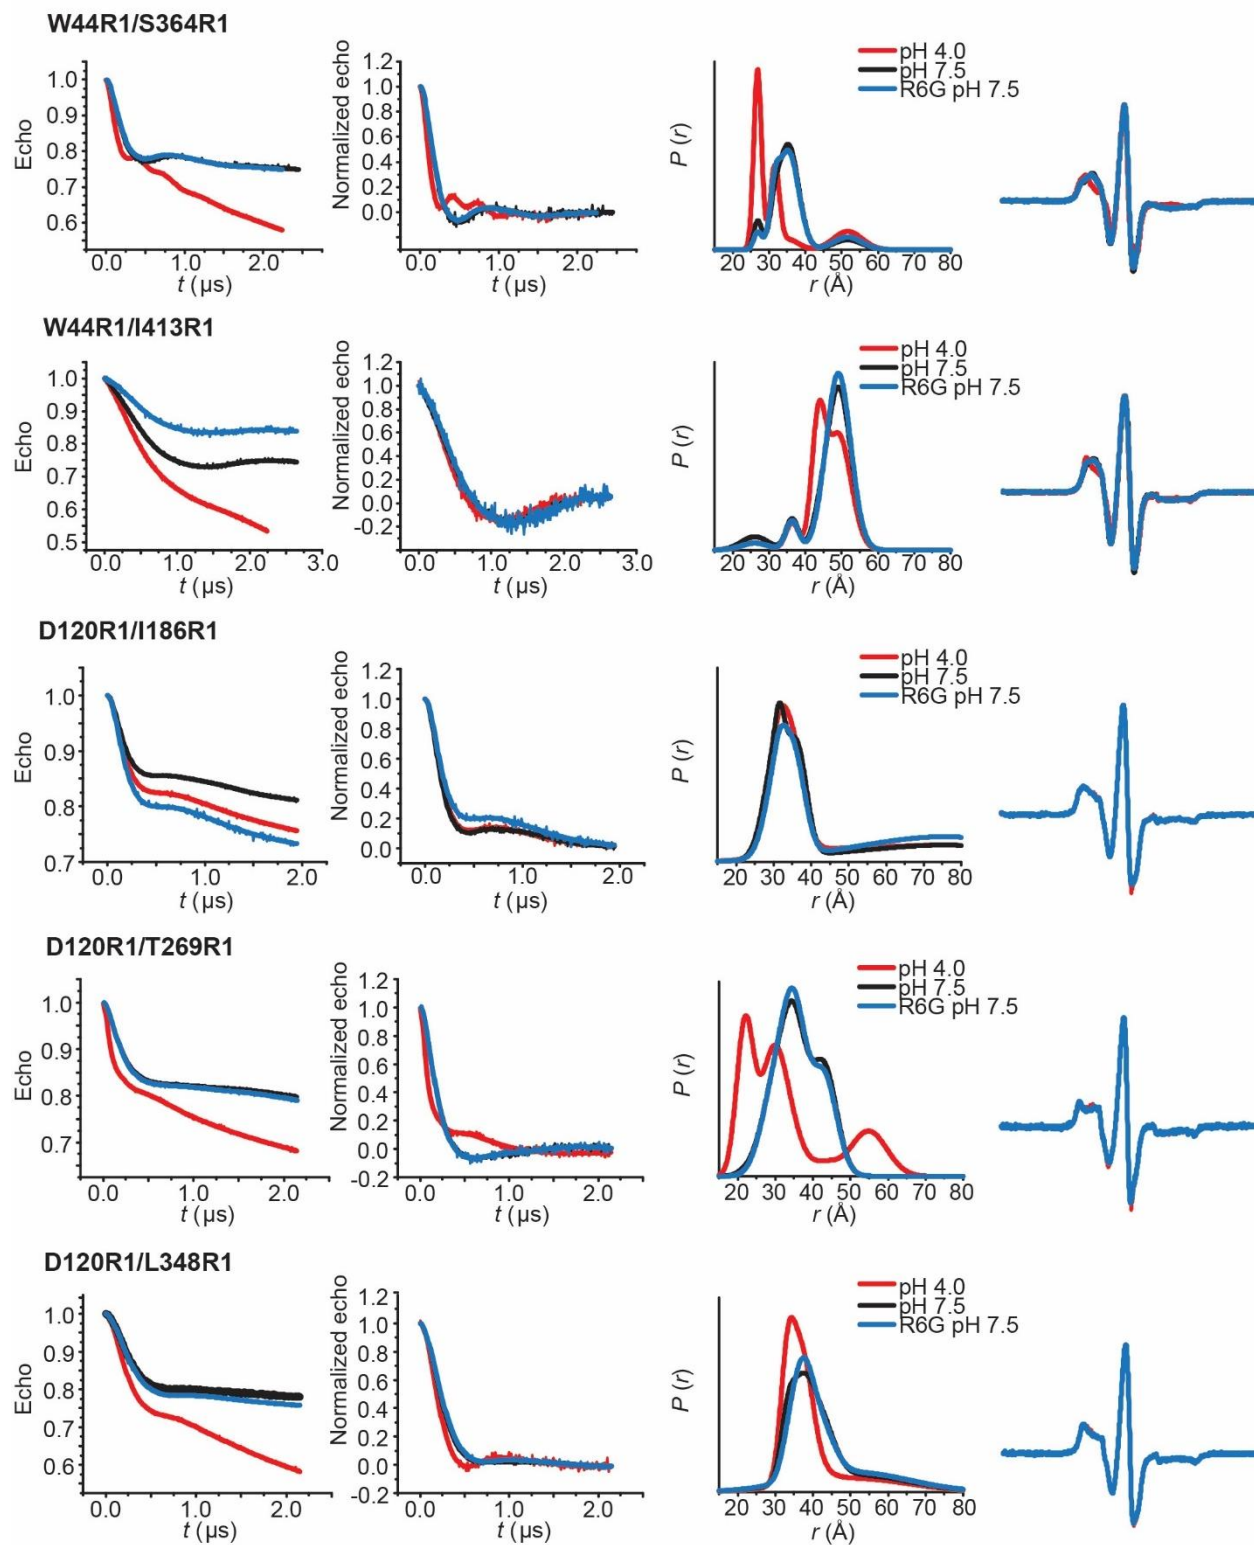 W44R1/S364R1
Echo
1.0
0.9
0.8
0.7
0.6
0.0 1.0 2.0
t (µs)
Normalized echo
1.2
1.0
0.8
0.6
0.4
0.2
0.0
0.0 1.0 2.0
t (µs)
P (r)
pH 4.0
pH 7.5
R6G pH 7.5
20 30 40 50 60 70 80
r (Å)
W44R1/I413R1
Echo
1.0
0.9
0.8
0.7
0.6
0.5
0.0 1.0 2.0 3.0
t (µs)
Normalized echo
1.2
1.0
0.8
0.6
0.4
0.2
0.0
-0.2
0.0 1.0 2.0 3.0
t (µs)
P (r)
pH 4.0
pH 7.5
R6G pH 7.5
20 30 40 50 60 70 80
r (Å)
D120R1/I186R1
Echo
1.0
0.9
0.8
0.7
0.0 1.0 2.0
t (µs)
Normalized echo
1.2
1.0
0.8
0.6
0.4
0.2
0.0
0.0 1.0 2.0
t (µs)
P (r)
pH 4.0
pH 7.5
R6G pH 7.5
20 30 40 50 60 70 80
r (Å)
D120R1/T269R1
Echo
1.0
0.9
0.8
0.7
0.0 1.0 2.0
t (µs)
Normalized echo
1.2
1.0
0.8
0.6
0.4
0.2
0.0
-0.2
0.0 1.0 2.0
t (µs)
P (r)
pH 4.0
pH 7.5
R6G pH 7.5
20 30 40 50 60 70 80
r (Å)
D120R1/L348R1
Echo
1.0
0.9
0.8
0.7
0.6
0.0 1.0 2.0
t (µs)
Normalized echo
1.2
1.0
0.8
0.6
0.4
0.2
0.0
-0.2
0.0 1.0 2.0
t (µs)
P (r)
pH 4.0
pH 7.5
R6G pH 7.5
20 30 40 50 60 70 80
r (Å)